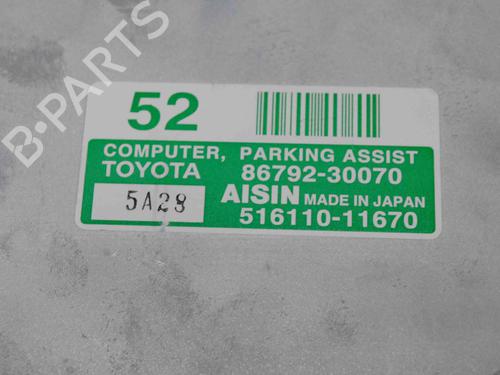 B-PARTS
52
COMPUTER, PARKING ASSIST
TOYOTA 86792-30070
5A28 AISIN MADE IN JAPAN
516110-11670